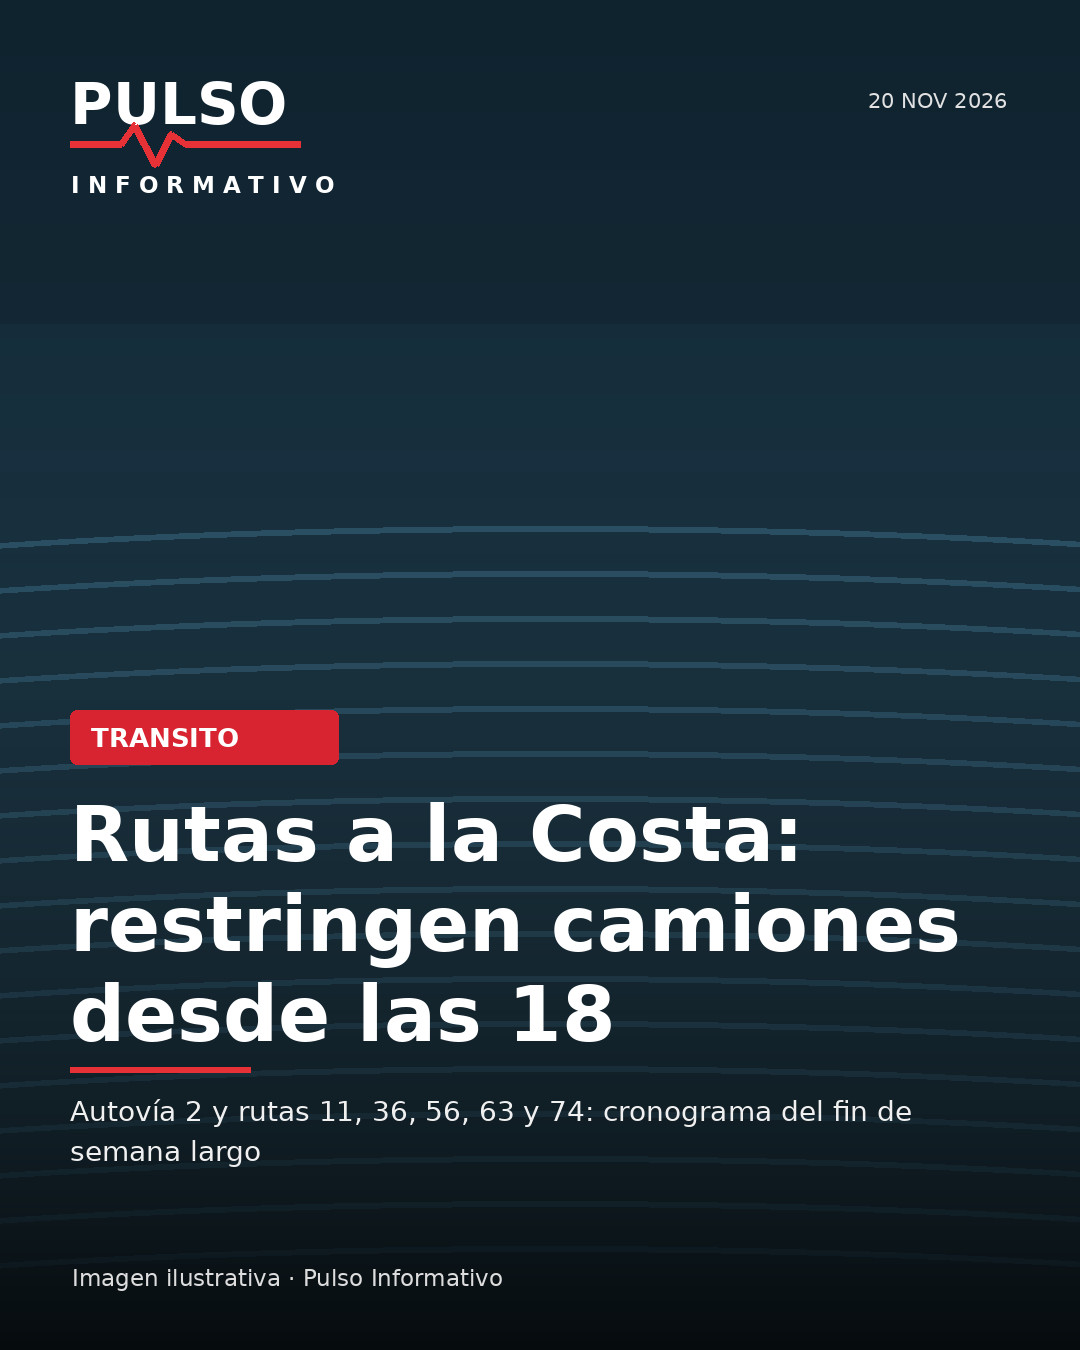 PULSO
INFORMATIVO
20 NOV 2026
TRANSITO
Rutas a la Costa:
restringen camiones
desde las 18
Autovía 2 y rutas 11, 36, 56, 63 y 74: cronograma del fin de
semana largo
Imagen ilustrativa · Pulso Informativo